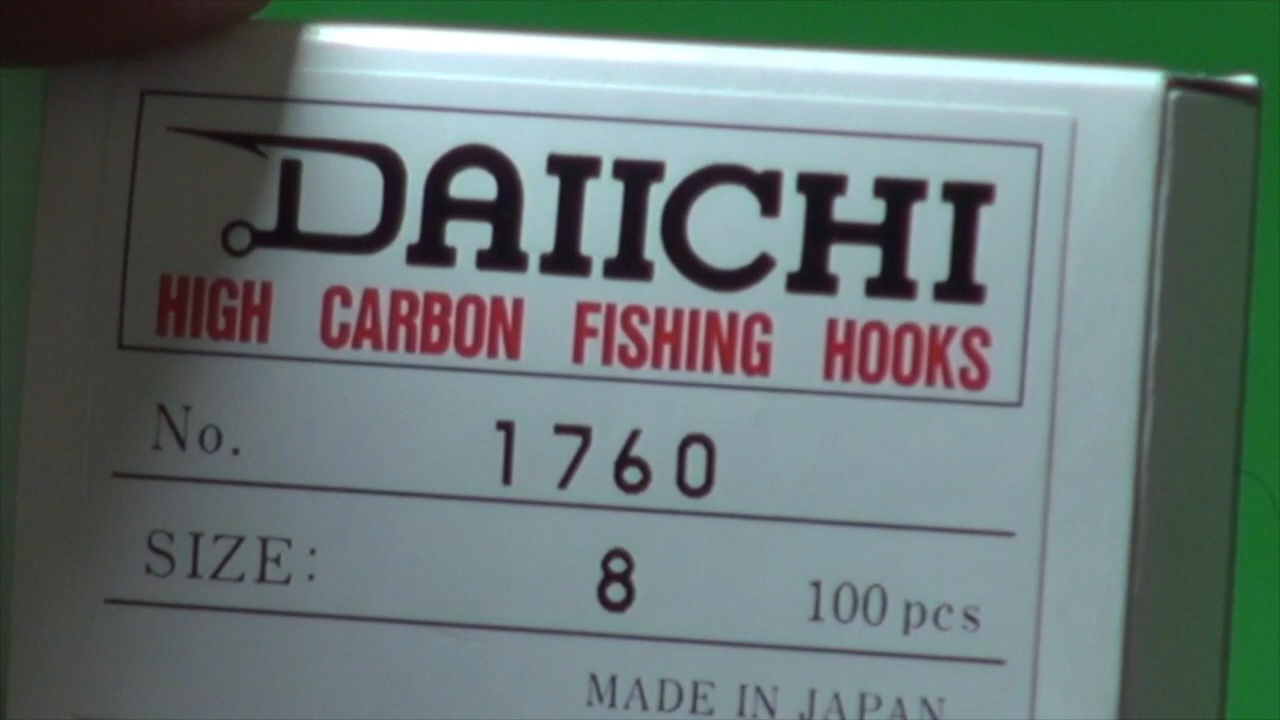 DAIICHI
HIGH CARBON FISHING HOOKS
No. 1760
SIZE: 8 100 pcs
MADE IN JAPAN